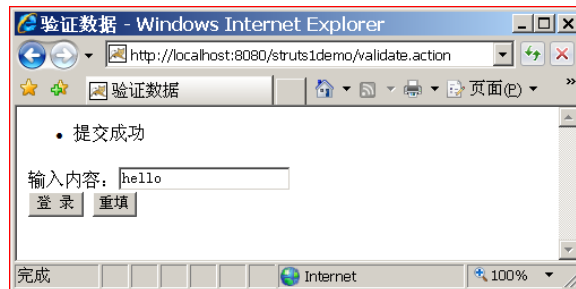 验证数据 - Windows Internet Explorer
http://localhost:8080/struts1demo/validate.action
验证数据
页面(P)
»
• 提交成功
输入内容：hello
登 录 重填
完成 Internet 100%